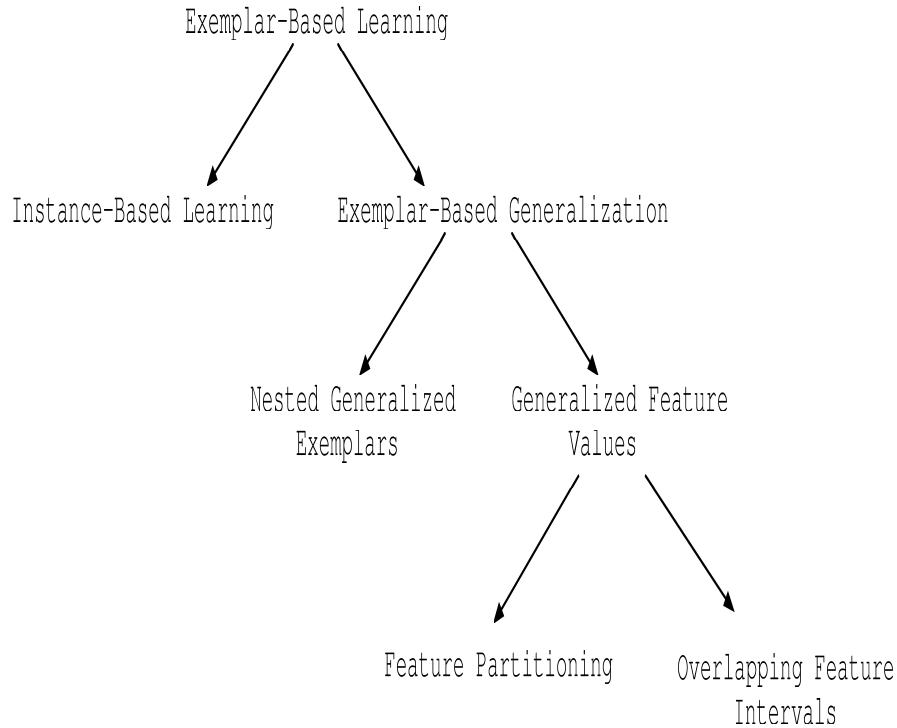 Exemplar-Based Learning
Instance-Based Learning
Exemplar-Based Generalization
Nested Generalized
Exemplars
Generalized Feature
Values
Feature Partitioning
Overlapping Feature
Intervals